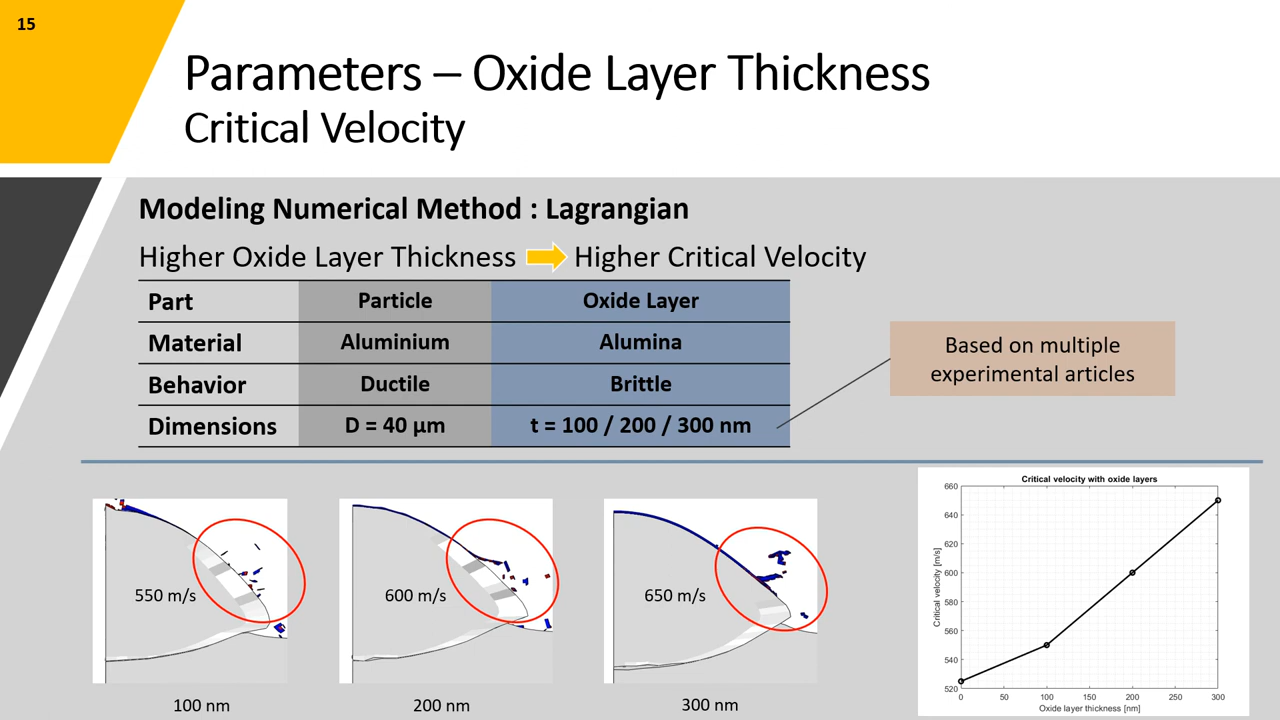 15
Parameters – Oxide Layer Thickness
Critical Velocity
Modeling Numerical Method : Lagrangian
Higher Oxide Layer Thickness Higher Critical Velocity
Part Particle Oxide Layer
Material Aluminium Alumina
Behavior Ductile Brittle
Dimensions D = 40 µm t = 100 / 200 / 300 nm
Based on multiple
experimental articles
550 m/s
100 nm
600 m/s
200 nm
650 m/s
300 nm
Critical velocity with oxide layers
Critical velocity [m/s]
660
640
620
600
580
560
540
520
0 50 100 150 200 250 300
Oxide layer thickness [nm]